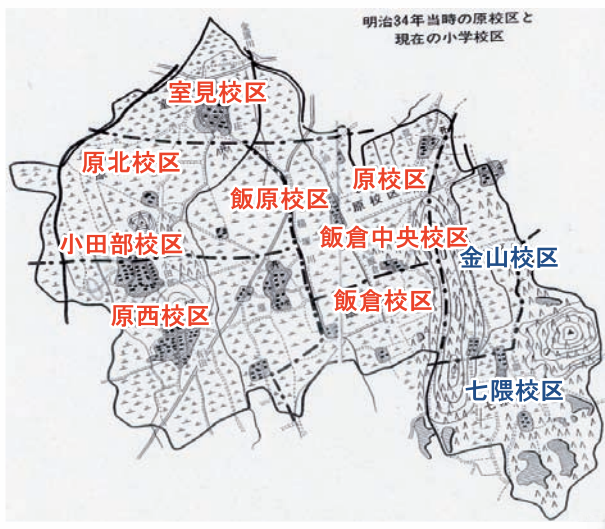 明治34年当時の原校区と
現在の小学校区
室見校区
原北校区
飯原校区
原校区
原校区
小田部校区
飯倉中央校区
金山校区
原西校区
飯倉校区
七隈校区